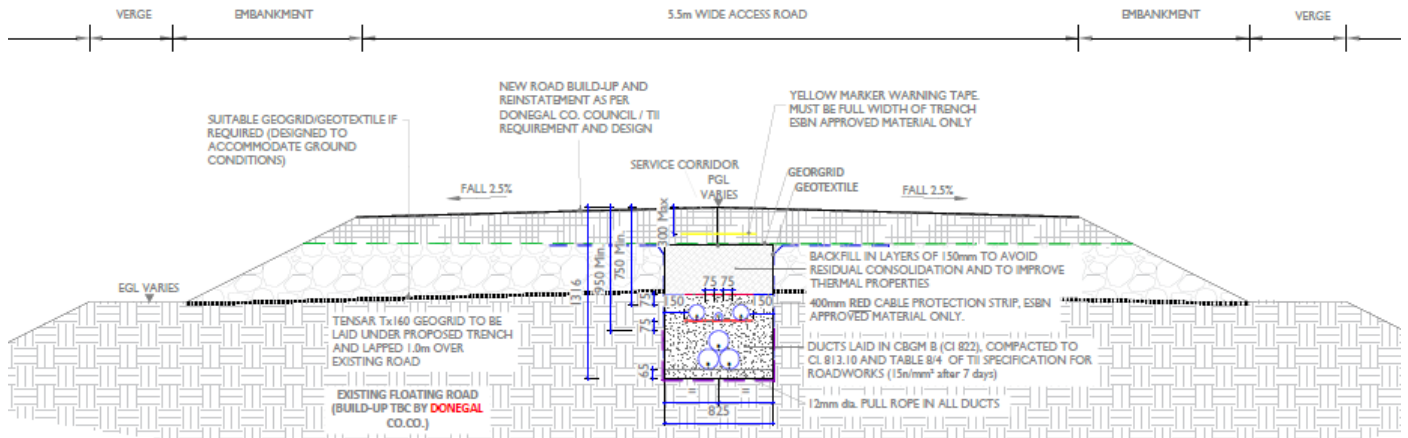 VERGE
EMBANKMENT
5.5m WIDE ACCESS ROAD
EMBANKMENT
VERGE
NEW ROAD BUILD-UP AND
REINSTATEMENT AS PER
DONEGAL CO. COUNCIL / TII
REQUIREMENT AND DESIGN
YELLOW MARKER WARNING TAPE.
MUST BE FULL WIDTH OF TRENCH
ESBN APPROVED MATERIAL ONLY
SUITABLE GEOGRID/GEOTEXTILE IF
REQUIRED (DESIGNED TO
ACCOMMODATE GROUND
CONDITIONS)
SERVICE CORRIDOR
PGL
VARIES
GEORGRID
GEOTEXTILE
FALL 2.5%
FALL 2.5%
300 Max
750 Min.
950 Min.
1316
BACKFILL IN LAYERS OF 150mm TO AVOID
RESIDUAL CONSOLIDATION AND TO IMPROVE
THERMAL PROPERTIES
EGL VARIES
75 75
150
150
75
75
65
400mm RED CABLE PROTECTION STRIP, ESBN
APPROVED MATERIAL ONLY.
TENSAR Tx160 GEOGRID TO BE
LAID UNDER PROPOSED TRENCH
AND LAPPED 1.0m OVER
EXISTING ROAD
DUCTS LAID IN CBGM B (Cl 822), COMPACTED TO
Cl. 813.10 AND TABLE 8/4 OF TII SPECIFICATION FOR
ROADWORKS (15n/mm² after 7 days)
EXISTING FLOATING ROAD
(BUILD-UP TBC BY DONEGAL
CO.CO.)
12mm dia. PULL ROPE IN ALL DUCTS
825